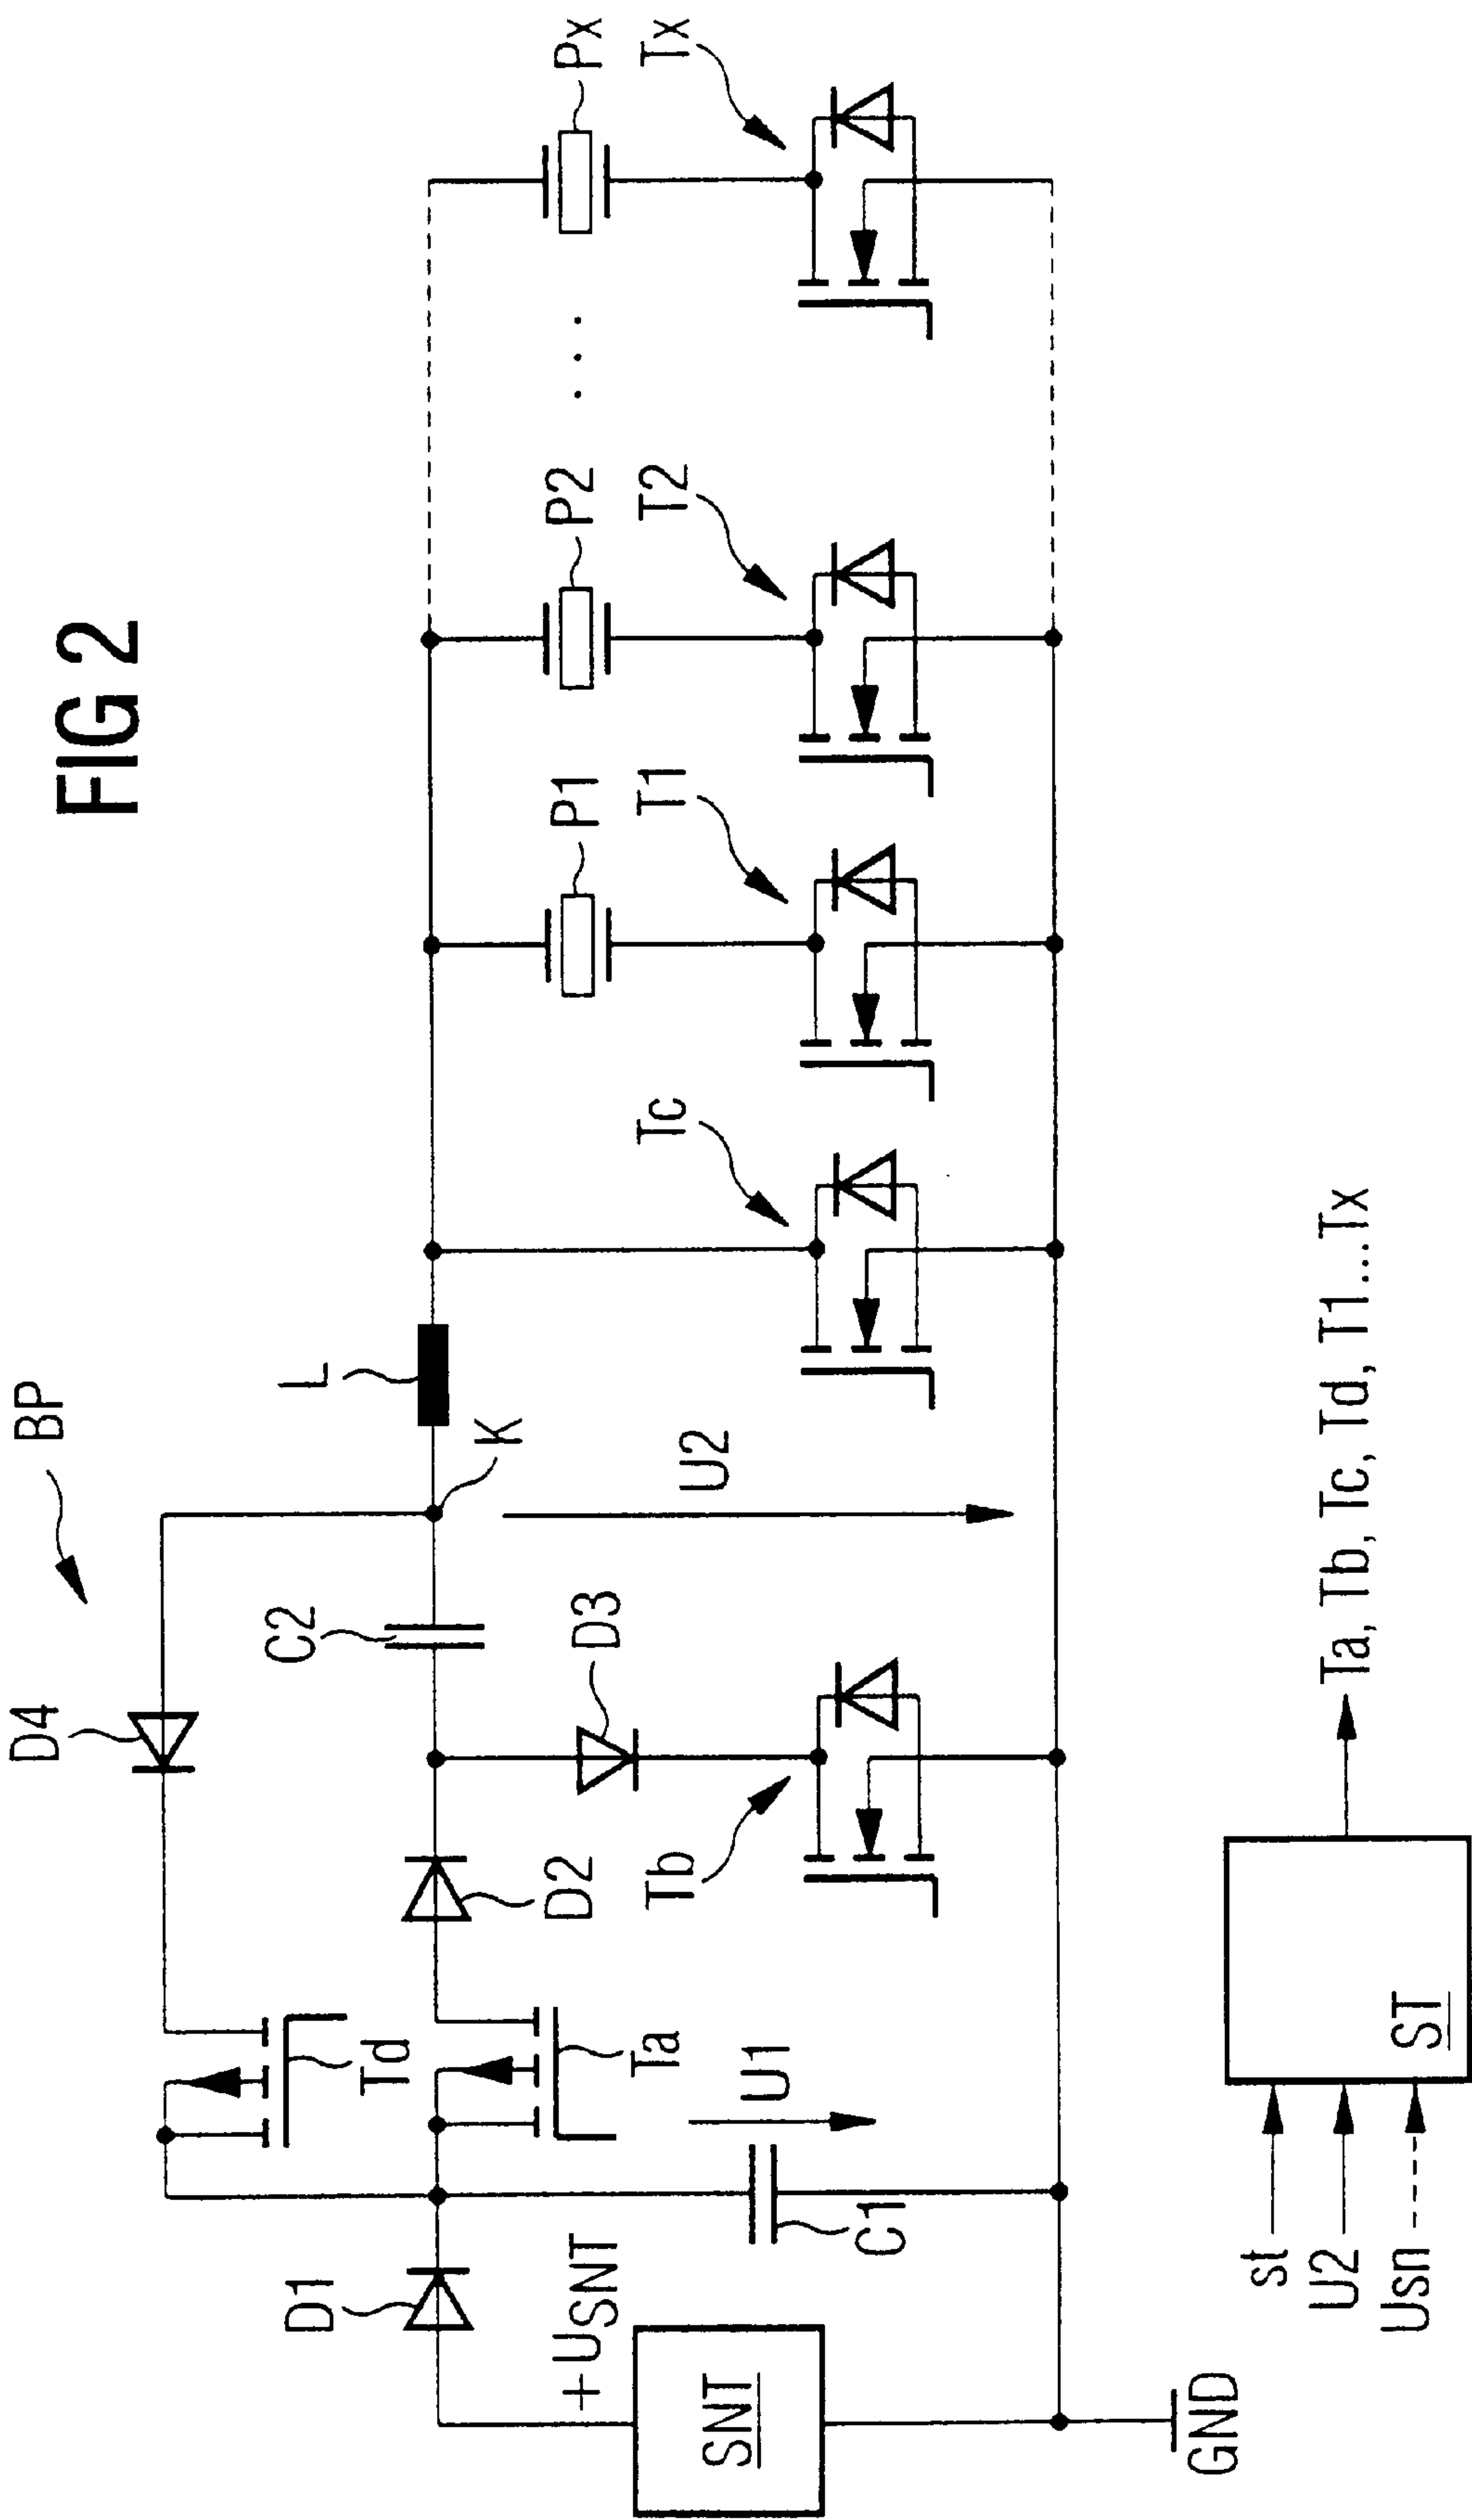 FIG 2
BP
D4
Td
C2
L
K
D1
D2
Ta
D3
Tb
U1
U2
C1
+USNT
SNT
GND
Tc
P1
T1
P2
T2
. . .
Px
Tx
st
U2
Usn
ST
Ta, Tb, Tc, Td, T1...Tx